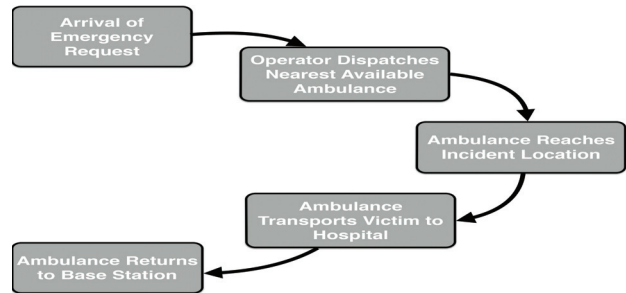 Arrival of
Emergency
Request
Operator Dispatches
Nearest Available
Ambulance
Ambulance Reaches
Incident Location
Ambulance
Transports Victim to
Hospital
Ambulance Returns
to Base Station